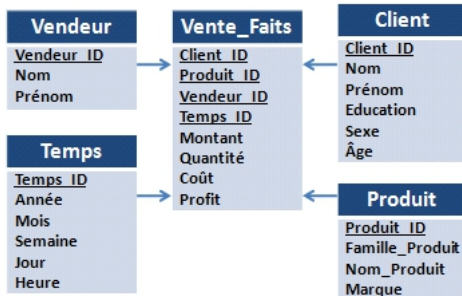 Vendeur
Vendeur_ID
Nom
Prénom
Temps
Temps_ID
Année
Mois
Semaine
Jour
Heure
Vente_Faits
Client_ID
Produit_ID
Vendeur_ID
Temps_ID
Montant
Quantité
Coût
Profit
Client
Client_ID
Nom
Prénom
Education
Sexe
Âge
Produit
Produit_ID
Famille_Produit
Nom_Produit
Marque